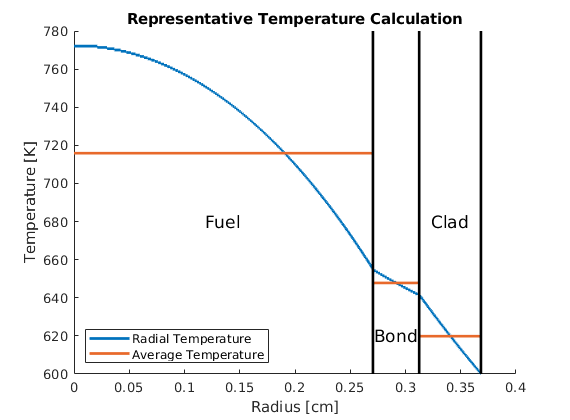 Representative Temperature Calculation
Temperature [K]
780
760
740
720
700
680
660
640
620
600
Fuel
Bond
Clad
Radial Temperature
Average Temperature
0
0.05
0.1
0.15
0.2
0.25
0.3
0.35
0.4
Radius [cm]